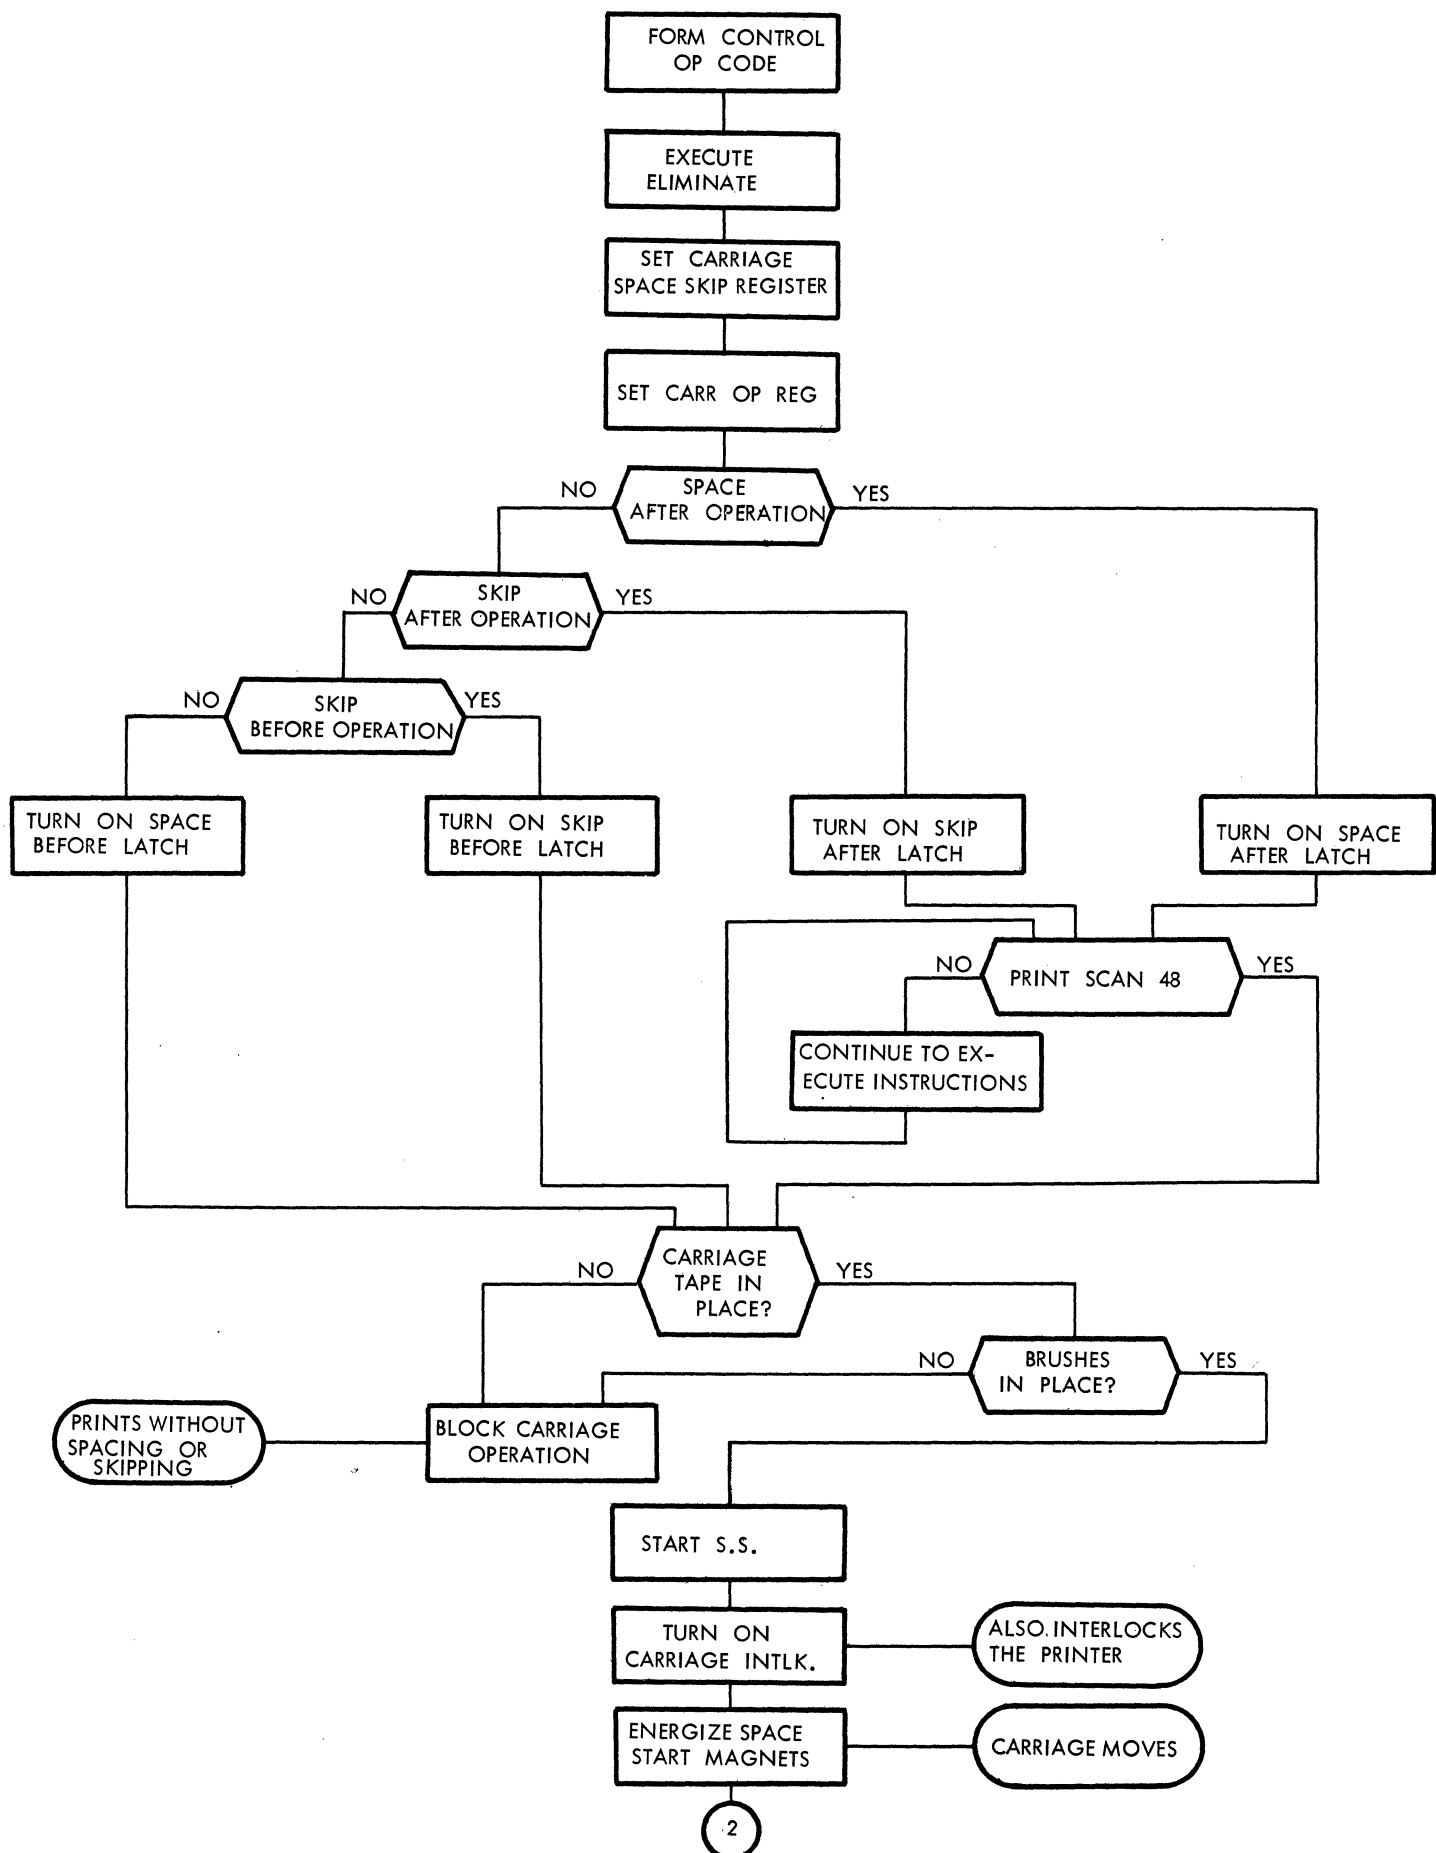 FORM CONTROL
OP CODE
EXECUTE
ELIMINATE
SET CARRIAGE
SPACE SKIP REGISTER
SET CARR OP REG
NO
SPACE
AFTER OPERATION
YES
NO
SKIP
AFTER OPERATION
YES
NO
SKIP
BEFORE OPERATION
YES
TURN ON SPACE
BEFORE LATCH
TURN ON SKIP
BEFORE LATCH
TURN ON SKIP
AFTER LATCH
TURN ON SPACE
AFTER LATCH
NO
PRINT SCAN 48
YES
CONTINUE TO EX-
ECUTE INSTRUCTIONS
NO
CARRIAGE
TAPE IN
PLACE?
YES
NO
BRUSHES
IN PLACE?
YES
PRINTS WITHOUT
SPACING OR
SKIPPING
BLOCK CARRIAGE
OPERATION
START S.S.
TURN ON
CARRIAGE INTLK.
ALSO INTERLOCKS
THE PRINTER
ENERGIZE SPACE
START MAGNETS
CARRIAGE MOVES
2